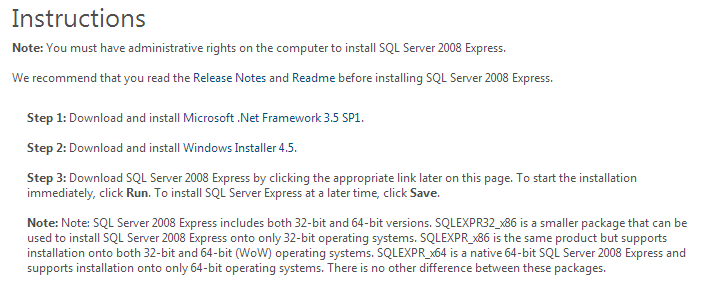 Instructions
Note: You must have administrative rights on the computer to install SQL Server 2008 Express.
We recommend that you read the Release Notes and Readme before installing SQL Server 2008 Express.
Step 1: Download and install Microsoft .Net Framework 3.5 SP1.
Step 2: Download and install Windows Installer 4.5.
Step 3: Download SQL Server 2008 Express by clicking the appropriate link later on this page. To start the installation
immediately, click Run. To install SQL Server Express at a later time, click Save.
Note: Note: SQL Server 2008 Express includes both 32-bit and 64-bit versions. SQLEXPR32_x86 is a smaller package that can be
used to install SQL Server 2008 Express onto only 32-bit operating systems. SQLEXPR_x86 is the same product but supports
installation onto both 32-bit and 64-bit (WoW) operating systems. SQLEXPR_x64 is a native 64-bit SQL Server 2008 Express and
supports installation onto only 64-bit operating systems. There is no other difference between these packages.